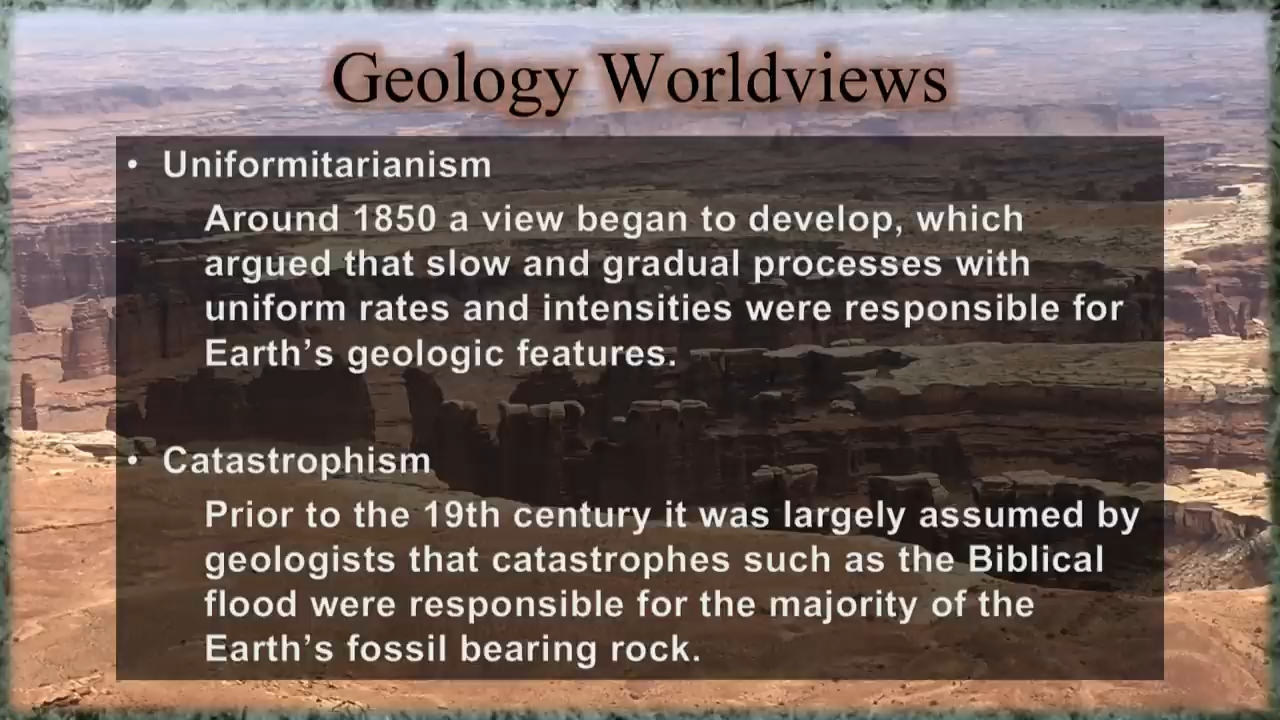 Geology Worldviews
• Uniformitarianism
Around 1850 a view began to develop, which
argued that slow and gradual processes with
uniform rates and intensities were responsible for
Earth’s geologic features.
• Catastrophism
Prior to the 19th century it was largely assumed by
geologists that catastrophes such as the Biblical
flood were responsible for the majority of the
Earth’s fossil bearing rock.